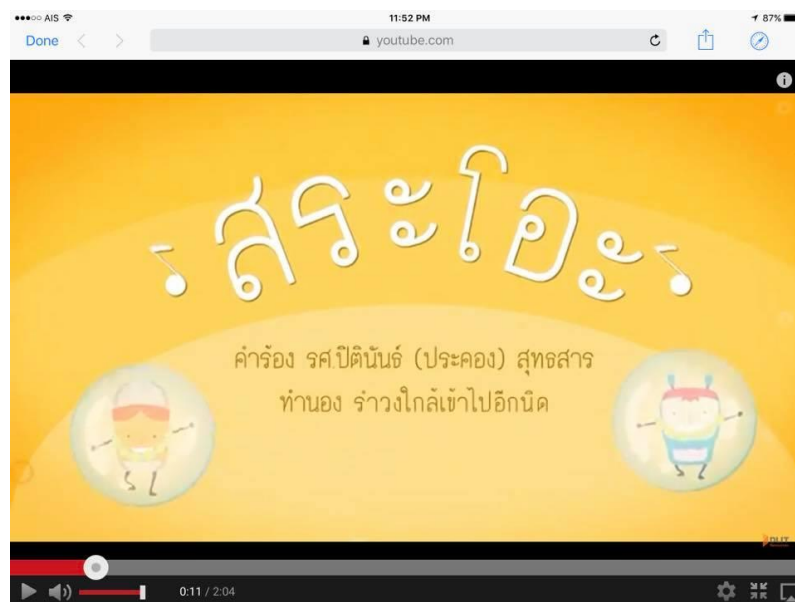 AIS
11:52 PM
87%
Done
youtube.com
สระโอะ
คำร้อง รศ.ปิตินันธ์ (ประคอง) สุทธสาร
ทำนอง รำวงใกล้เข้าไปอีกนิด
DLIT
0:11 / 2:04